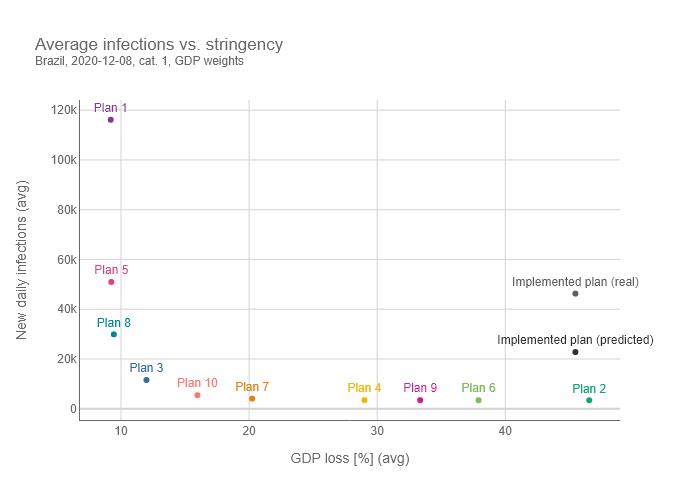 Average infections vs. stringency
Brazil, 2020-12-08, cat. 1, GDP weights
120k
Plan 1
100k
80k
60k
Plan 5
Implemented plan (real)
40k
Plan 8
Implemented plan (predicted)
20k
Plan 3
Plan 10
Plan 7
Plan 4
Plan 9
Plan 6
Plan 2
0
10
20
30
40
GDP loss [%] (avg)
New daily infections (avg)